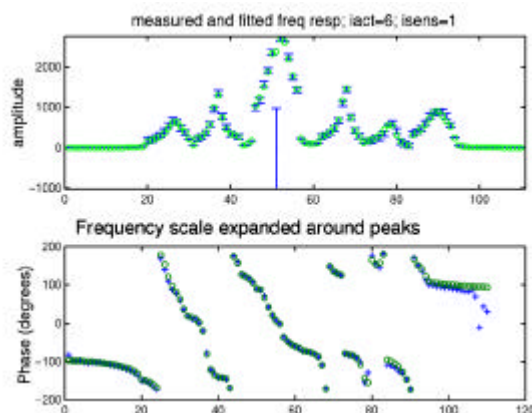 measured and fitted freq resp; iact=6; isens=1
amplitude
2000
1000
0
-1000
0 20 40 60 80 100
Frequency scale expanded around peaks
Phase (degrees)
200
100
0
-100
-200
0 20 40 60 80 100 120